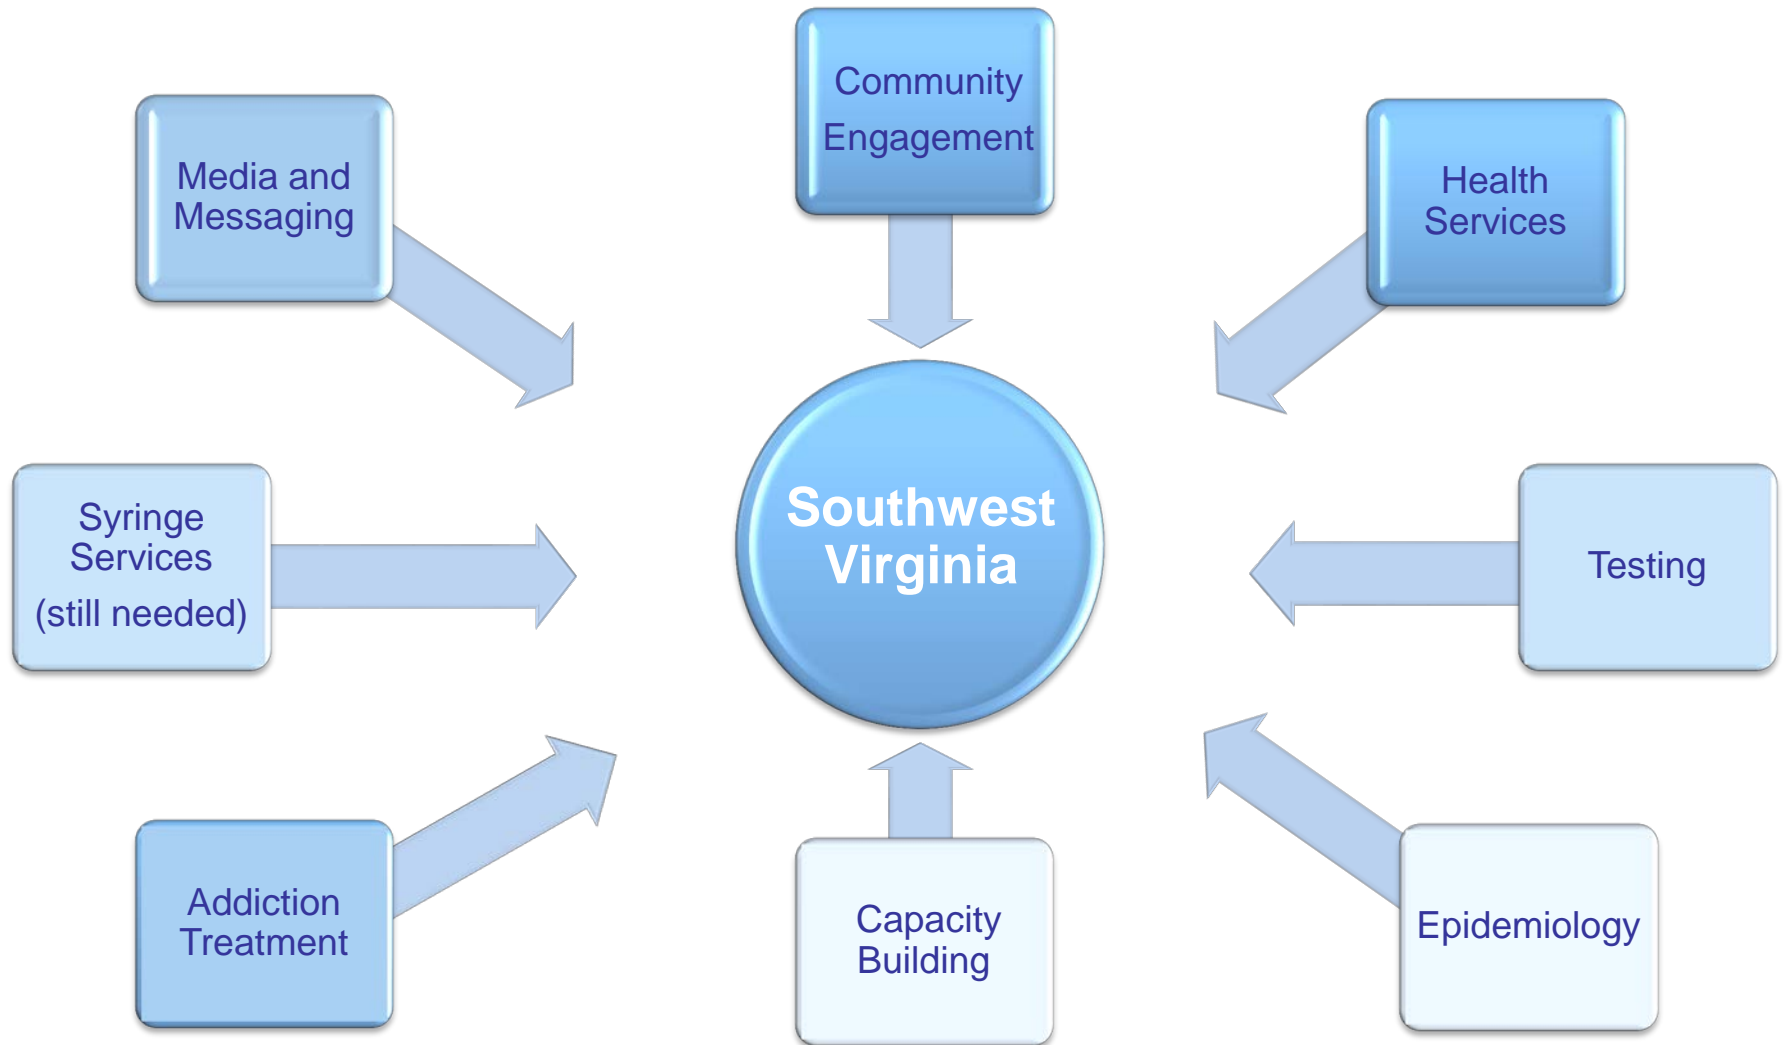 Community
Engagement
Media and
Messaging
Health
Services
Syringe
Services
(still needed)
Southwest
Virginia
Testing
Addiction
Treatment
Capacity
Building
Epidemiology